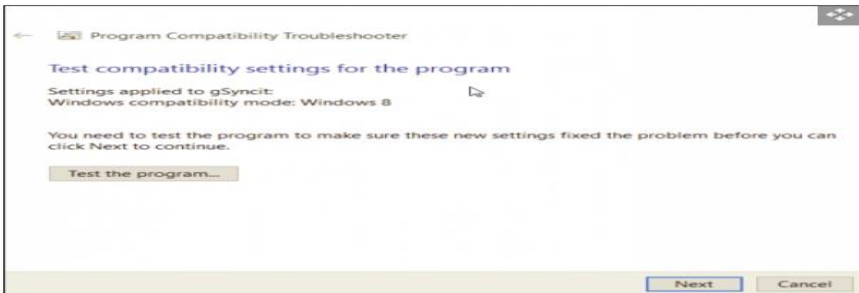 Program Compatibility Troubleshooter
Test compatibility settings for the program
Settings applied to gSyncit:
Windows compatibility mode: Windows 8
You need to test the program to make sure these new settings fixed the problem before you can
click Next to continue.
Test the program...
Next
Cancel